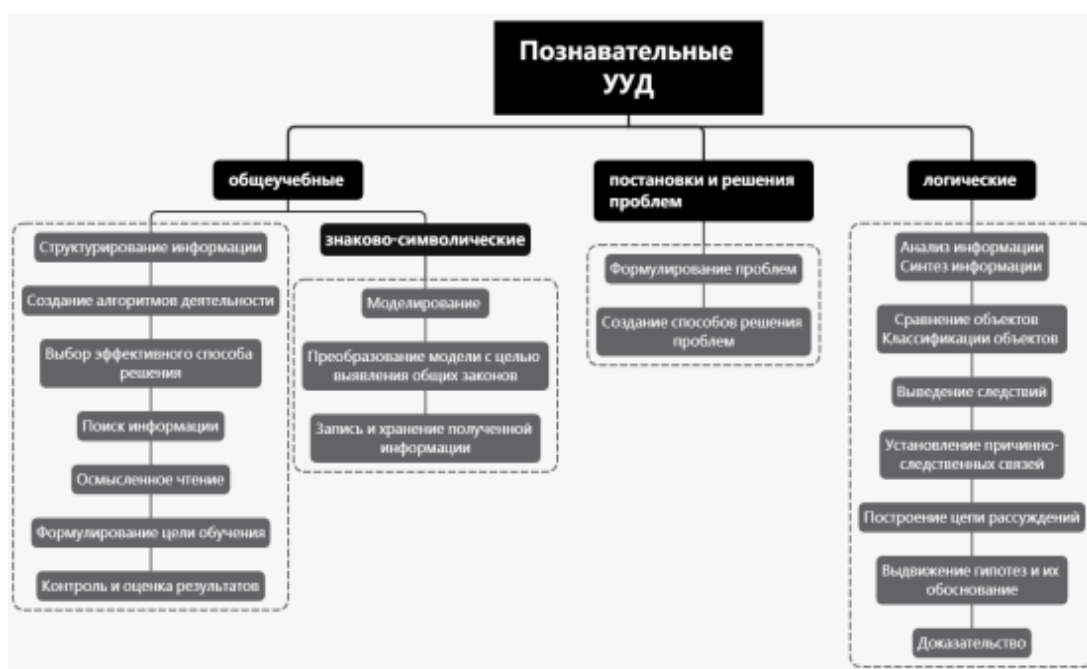 Познавательные
УУД
общеучебные
Структурирование информации
Создание алгоритмов деятельности
Выбор эффективного способа
решения
Поиск информации
Осмысленное чтение
Формулирование цели обучения
Контроль и оценка результатов
знаково-символические
Моделирование
Преобразование модели с целью
выявления общих законов
Запись и хранение полученной
информации
постановки и решения
проблем
Формулирование проблем
Создание способов решения
проблем
логические
Анализ информации
Синтез информации
Сравнение объектов
Классификации объектов
Выведение следствий
Установление причинно-
следственных связей
Построение цепи рассуждений
Выдвижение гипотез и их
обоснование
Доказательство